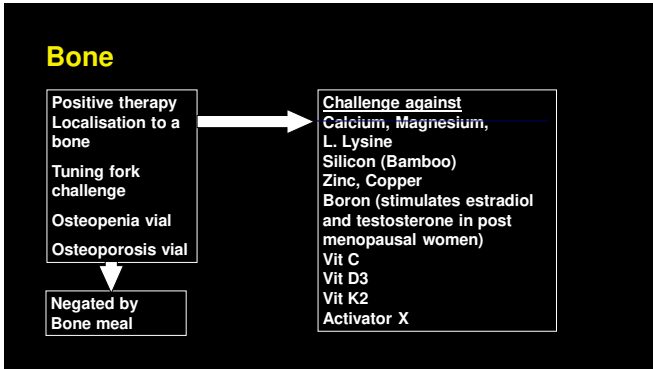 Bone
Positive therapy
Localisation to a
bone
Tuning fork
challenge
Osteopenia vial
Osteoporosis vial
Negated by
Bone meal
Challenge against
Calcium, Magnesium,
L. Lysine
Silicon (Bamboo)
Zinc, Copper
Boron (stimulates estradiol
and testosterone in post
menopausal women)
Vit C
Vit D3
Vit K2
Activator X